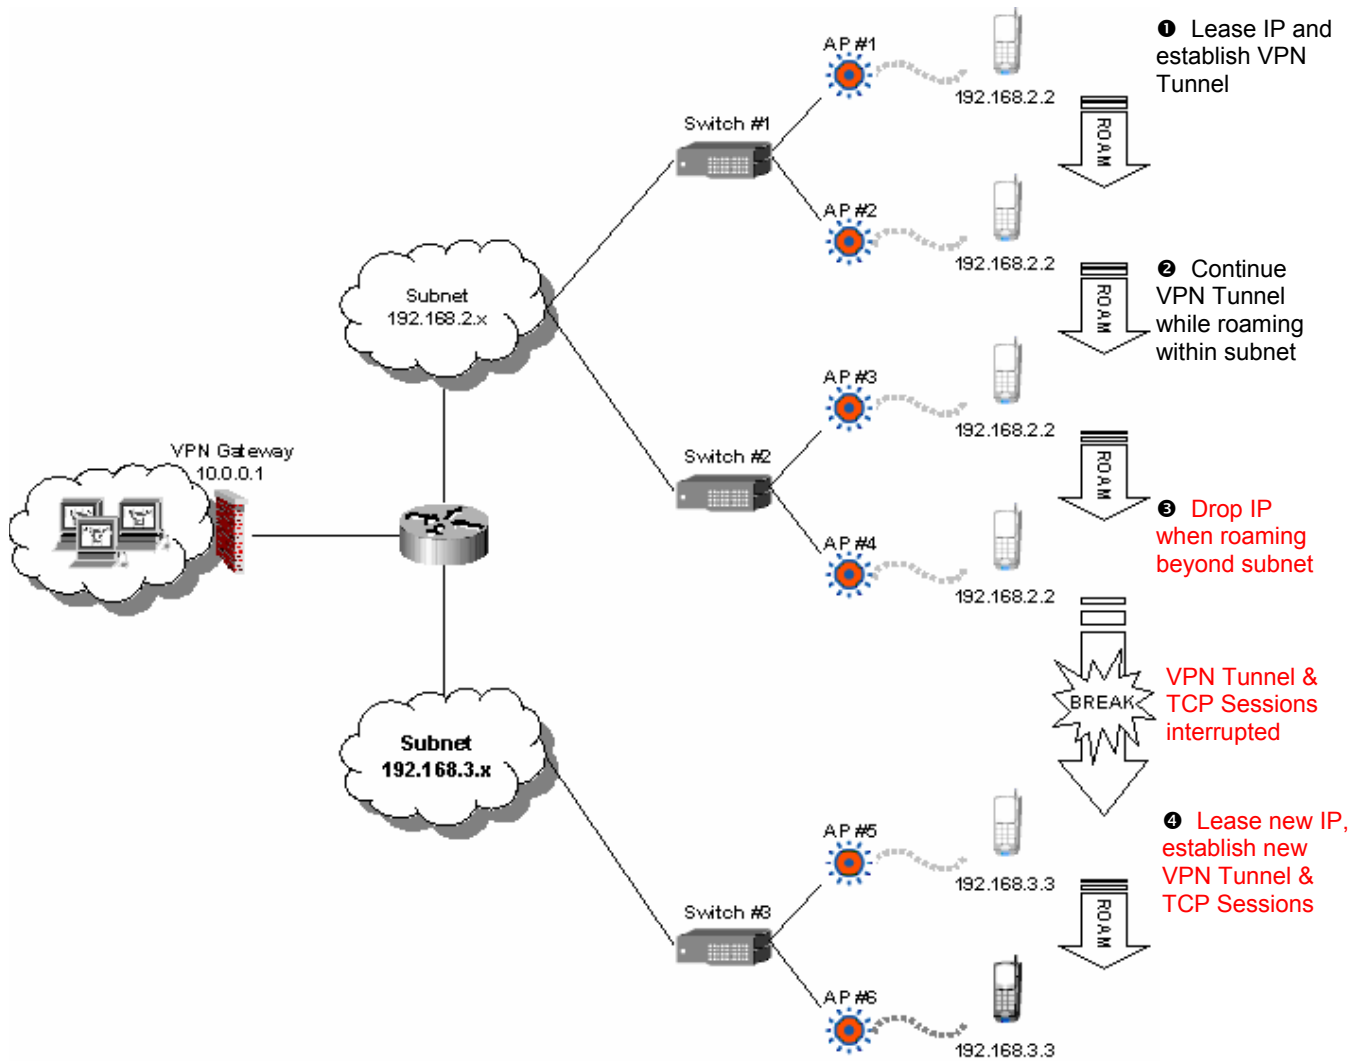 AP #1
❶ Lease IP and
establish VPN
Tunnel
192.168.2.2
Switch #1
ROAM
AP #2
192.168.2.2
❷ Continue
VPN Tunnel
while roaming
within subnet
ROAM
Subnet
192.168.2.x
AP #3
192.168.2.2
VPN Gateway
10.0.0.1
Switch #2
ROAM
❸ Drop IP
when roaming
beyond subnet
AP #4
192.168.2.2
VPN Tunnel &
TCP Sessions
interrupted
BREAK
Subnet
192.168.3.x
AP #5
192.168.3.3
❹ Lease new IP,
establish new
VPN Tunnel &
TCP Sessions
Switch #3
ROAM
AP #6
192.168.3.3